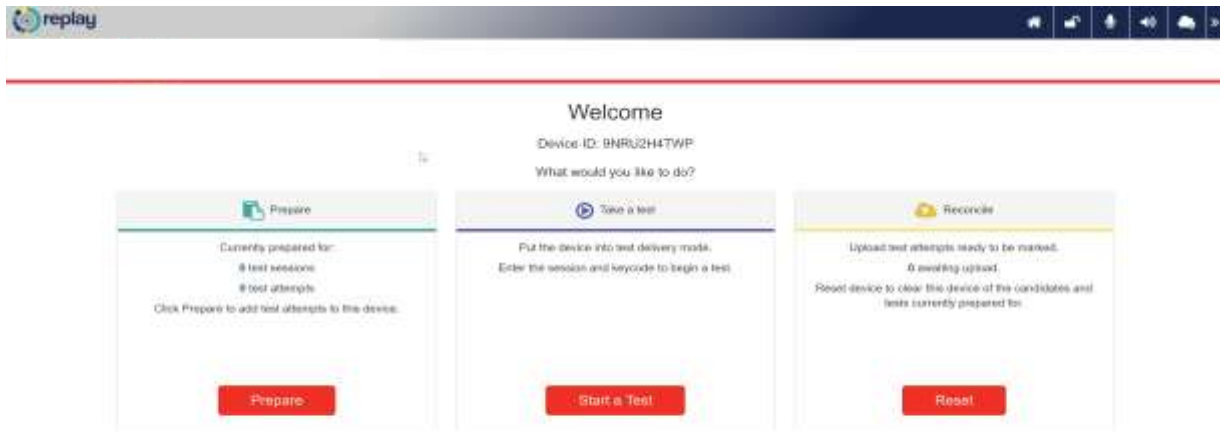 replay
Welcome
Device ID: 9NRU2H4TWP
What would you like to do?
Prepare
Currently prepared for:
0 test sessions
0 test attempts
Click Prepare to add test attempts to this device.
Prepare
Take a test
Put the device into test delivery mode.
Enter the session and keycode to begin a test.
Start a Test
Reconcile
Upload test attempts ready to be marked.
0 awaiting upload
Reset device to clear this device of the candidates and
tests currently prepared for.
Reset